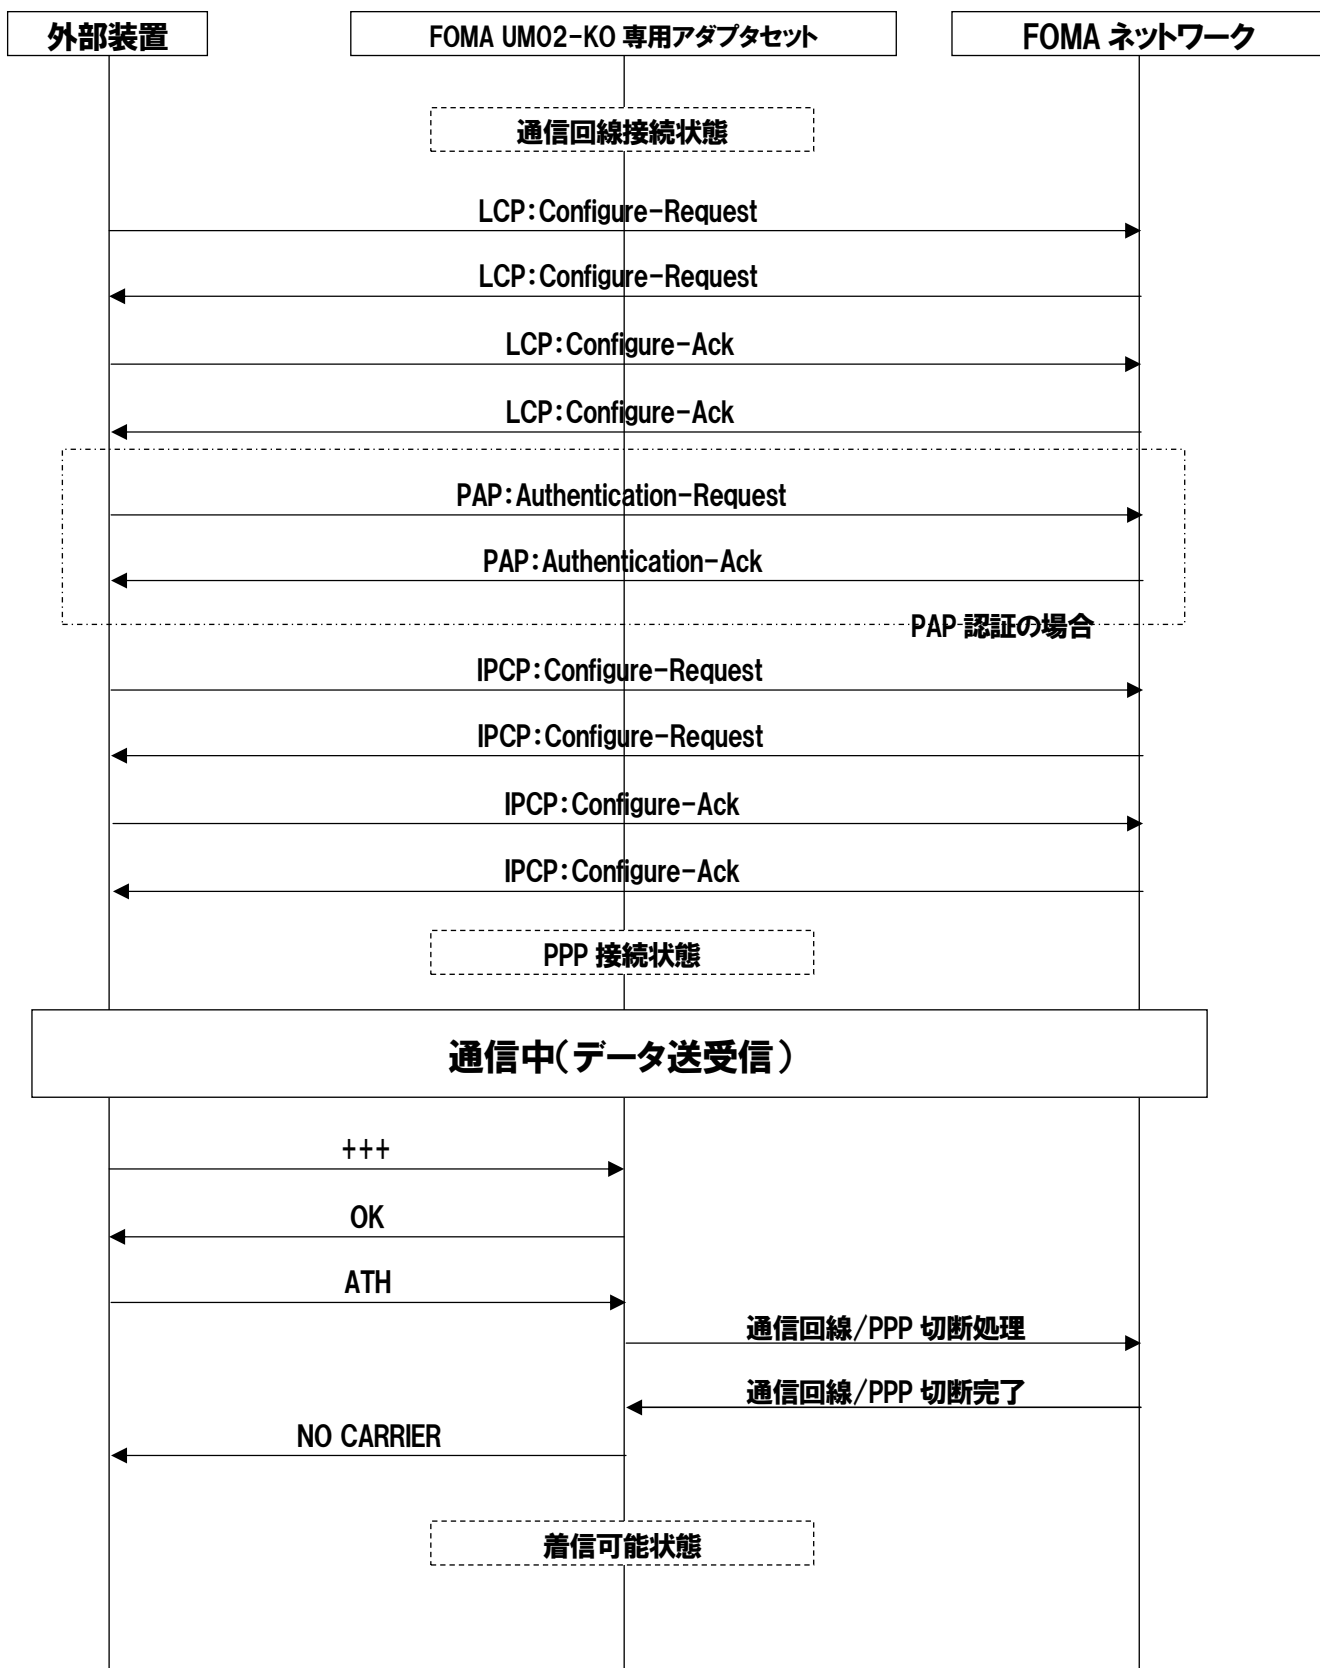 外部装置
FOMA UM02-KO 専用アダプタセット
FOMA ネットワーク
通信回線接続状態
LCP:Configure-Request
LCP:Configure-Request
LCP:Configure-Ack
LCP:Configure-Ack
PAP:Authentication-Request
PAP:Authentication-Ack
PAP 認証の場合
IPCP:Configure-Request
IPCP:Configure-Request
IPCP:Configure-Ack
IPCP:Configure-Ack
PPP 接続状態
通信中(データ送受信)
+++
OK
ATH
通信回線/PPP 切断処理
通信回線/PPP 切断完了
NO CARRIER
着信可能状態